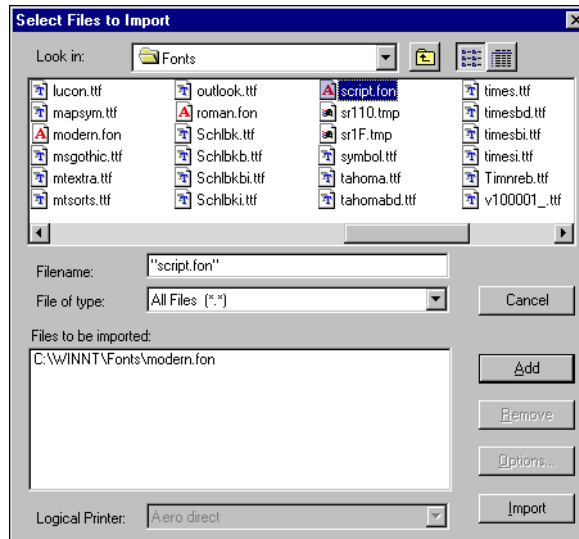 Select Files to Import
Look in: Fonts
lucon.ttf outlook.ttf script.fon times.ttf
mapsym.ttf roman.fon sr110.tmp timesbd.ttf
modern.fon Schlbk.ttf sr1F.tmp timesbi.ttf
msgothic.ttf Schlbkb.ttf symbol.ttf timesi.ttf
mtextra.ttf Schlbkbi.ttf tahoma.ttf Timnreb.ttf
mtsorts.ttf Schlbki.ttf tahomabd.ttf v100001_.ttf
Filename: "script.fon"
File of type: All Files (*.*) Cancel
Files to be imported:
C:\WINNT\Fonts\modern.fon
Add
Remove
Options...
Logical Printer: Aero direct Import